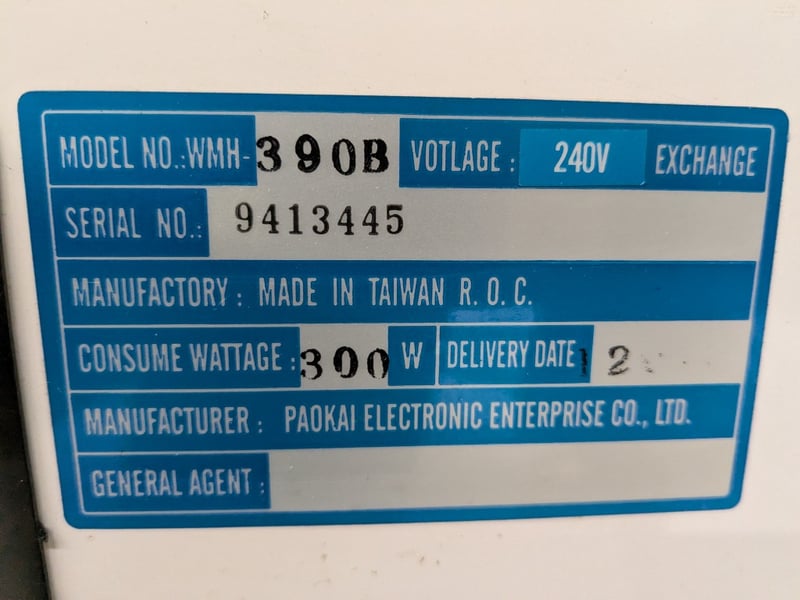 MODEL NO.:WMH-390B VOTLAGE : 240V EXCHANGE
SERIAL NO.: 9413445
MANUFACTORY : MADE IN TAIWAN R. O. C.
CONSUME WATTAGE : 300 W DELIVERY DATE : 2
MANUFACTURER : PAOKAI ELECTRONIC ENTERPRISE CO., LTD.
GENERAL AGENT :